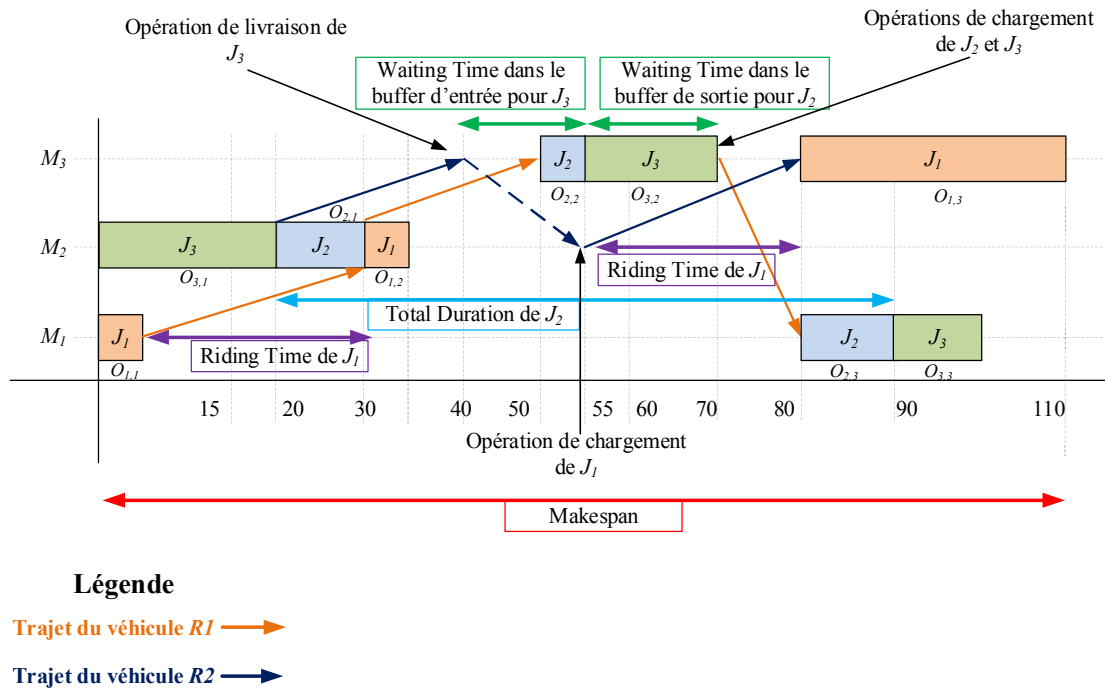 Opération de livraison de
J3
Opérations de chargement
de J2 et J3
Waiting Time dans le
buffer d'entrée pour J3
Waiting Time dans le
buffer de sortie pour J2
M3
J2
J3
J1
O2,2
O3,2
O1,3
O2,1
M2
J3
J2
J1
O3,1
O1,2
Riding Time de J1
Total Duration de J2
M1
J1
J2
J3
Riding Time de J1
O1,1
O2,3
O3,3
15 20 30 40 50 55 60 70 80 90 110
Opération de chargement
de J1
Makespan
Légende
Trajet du véhicule R1
Trajet du véhicule R2